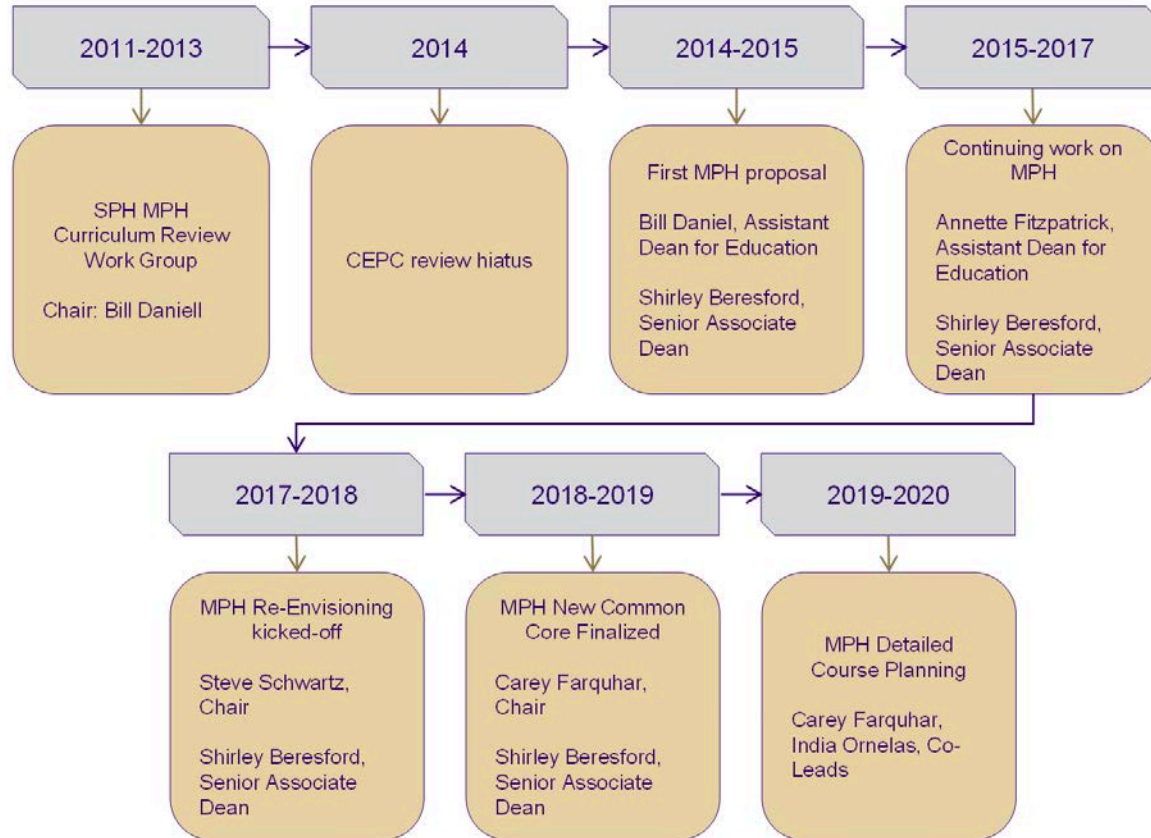 2011-2013
2014
2014-2015
2015-2017
SPH MPH
Curriculum Review
Work Group
Chair: Bill Daniell
CEPC review hiatus
First MPH proposal
Bill Daniel, Assistant
Dean for Education
Shirley Beresford,
Senior Associate
Dean
Continuing work on
MPH
Annette Fitzpatrick,
Assistant Dean for
Education
Shirley Beresford,
Senior Associate
Dean
2017-2018
2018-2019
2019-2020
MPH Re-Envisioning
kicked-off
Steve Schwartz,
Chair
Shirley Beresford,
Senior Associate
Dean
MPH New Common
Core Finalized
Carey Farquhar,
Chair
Shirley Beresford,
Senior Associate
Dean
MPH Detailed
Course Planning
Carey Farquhar,
India Ornelas, Co-
Leads